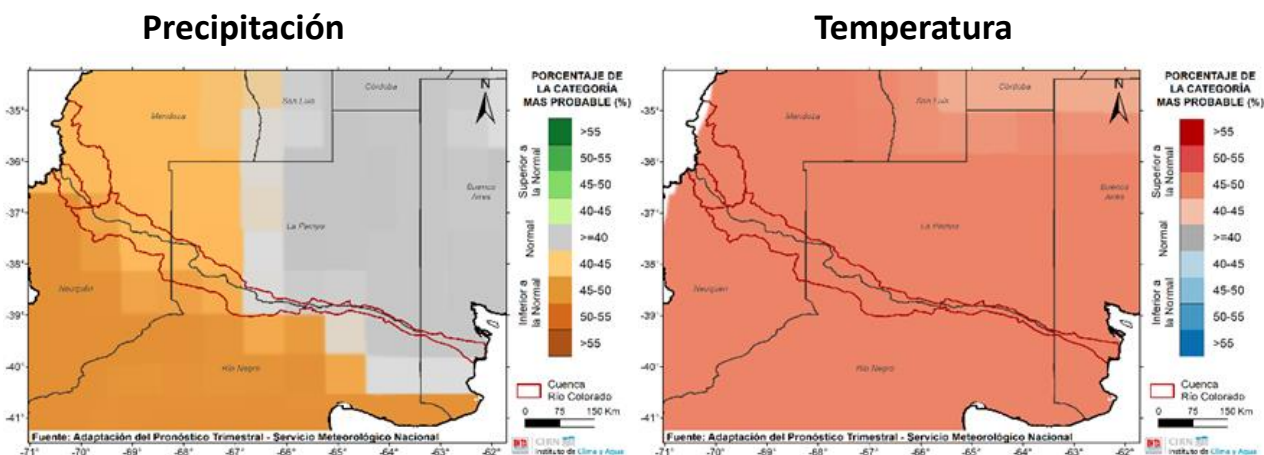 Precipitación
Temperatura
N
PORCENTAJE DE
LA CATEGORÍA
MAS PROBABLE (%)
Superior a
la Normal
Normal
Inferior a
la Normal
>55
50-55
45-50
40-45
>=40
40-45
45-50
50-55
>55
Cuenca
Río Colorado
0 75 150 Km
-35°
-36°
-37°
-38°
-39°
-40°
-41°
-71° -70° -69° -68° -67° -66° -65° -64° -63° -62°
Mendoza
San Luis
Córdoba
La Pampa
Buenos
Aires
Neuquén
Río Negro
Fuente: Adaptación del Pronóstico Trimestral - Servicio Meteorológico Nacional
CIRN
Instituto de Clima y Agua
N
PORCENTAJE DE
LA CATEGORÍA
MAS PROBABLE (%)
Superior a
la Normal
Normal
Inferior a
la Normal
>55
50-55
45-50
40-45
>=40
40-45
45-50
50-55
>55
Cuenca
Río Colorado
0 75 150 Km
-35°
-36°
-37°
-38°
-39°
-40°
-41°
-71° -70° -69° -68° -67° -66° -65° -64° -63° -62°
Mendoza
San Luis
Córdoba
La Pampa
Buenos
Aires
Neuquén
Río Negro
Fuente: Adaptación del Pronóstico Trimestral - Servicio Meteorológico Nacional
CIRN
Instituto de Clima y Agua